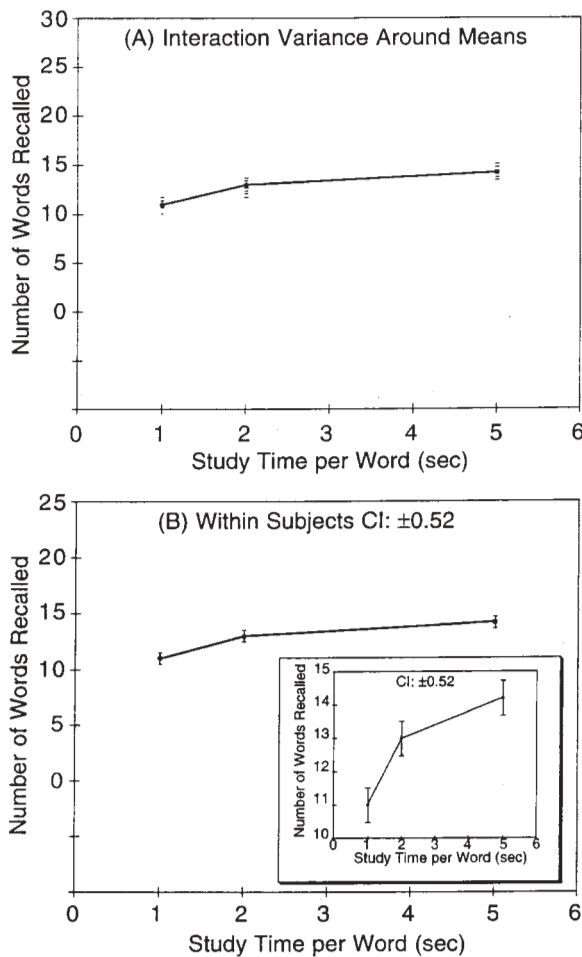 (A) Interaction Variance Around Means
30
25
20
15
10
5
0
Number of Words Recalled
0 1 2 3 4 5 6
Study Time per Word (sec)
(B) Within Subjects CI: ±0.52
25
20
15
10
5
0
Number of Words Recalled
CI: ±0.52
15
14
13
12
11
10
Number of Words Recalled
0 1 2 3 4 5 6
Study Time per Word (sec)
0 1 2 3 4 5 6
Study Time per Word (sec)